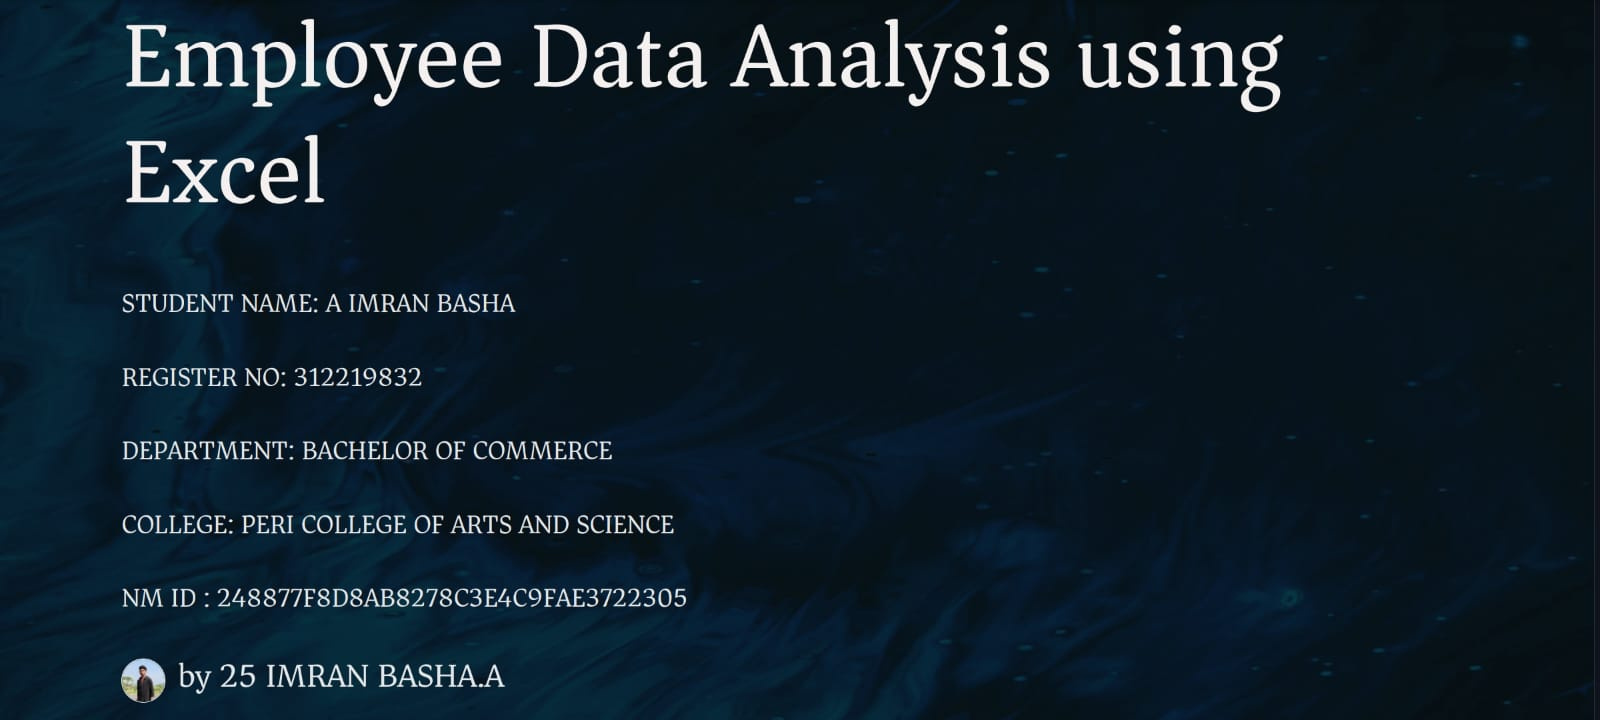 Employee Data Analysis using
Excel
STUDENT NAME: A IMRAN BASHA
REGISTER NO: 312219832
DEPARTMENT: BACHELOR OF COMMERCE
COLLEGE: PERI COLLEGE OF ARTS AND SCIENCE
NM ID : 248877F8D8AB8278C3E4C9FAE3722305
by 25 IMRAN BASHA.A